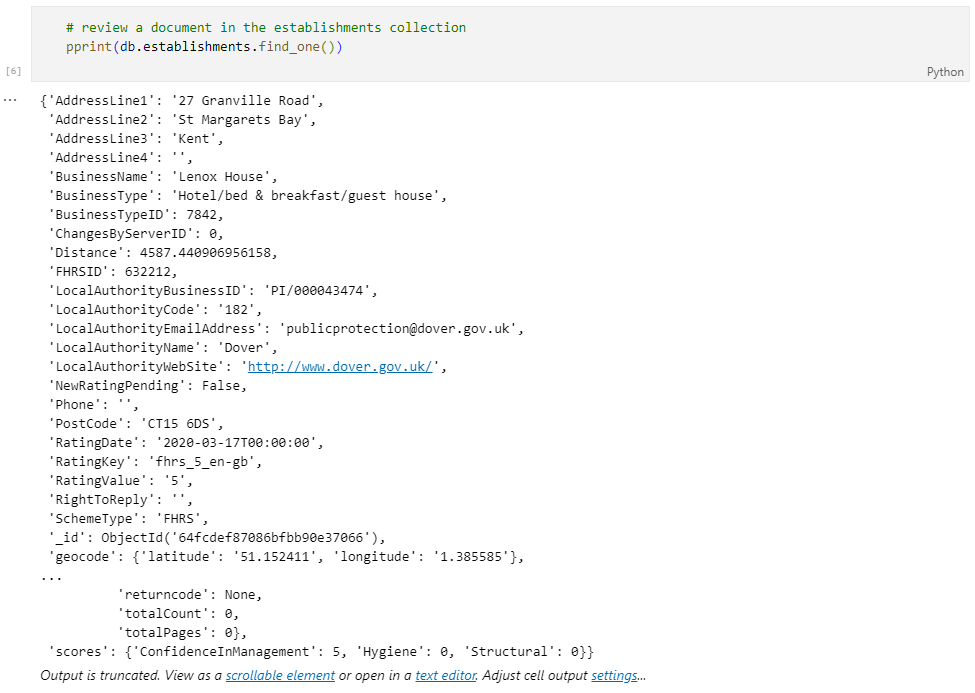 # review a document in the establishments collection
pprint(db.establishments.find_one())
[6]
Python
...
{'AddressLine1': '27 Granville Road',
'AddressLine2': 'St Margarets Bay',
'AddressLine3': 'Kent',
'AddressLine4': '',
'BusinessName': 'Lenox House',
'BusinessType': 'Hotel/bed & breakfast/guest house',
'BusinessTypeID': 7842,
'ChangesByServerID': 0,
'Distance': 4587.440906956158,
'FHRSID': 632212,
'LocalAuthorityBusinessID': 'PI/000043474',
'LocalAuthorityCode': '182',
'LocalAuthorityEmailAddress': 'publicprotection@dover.gov.uk',
'LocalAuthorityName': 'Dover',
'LocalAuthorityWebSite': 'http://www.dover.gov.uk/',
'NewRatingPending': False,
'Phone': '',
'PostCode': 'CT15 6DS',
'RatingDate': '2020-03-17T00:00:00',
'RatingKey': 'fhrs_5_en-gb',
'RatingValue': '5',
'RightToReply': '',
'SchemeType': 'FHRS',
'_id': ObjectId('64fcdef87086bfbb90e37066'),
'geocode': {'latitude': '51.152411', 'longitude': '1.385585'},
...
'returncode': None,
'totalCount': 0,
'totalPages': 0},
'scores': {'ConfidenceInManagement': 5, 'Hygiene': 0, 'Structural': 0}}
Output is truncated. View as a scrollable element or open in a text editor. Adjust cell output settings...